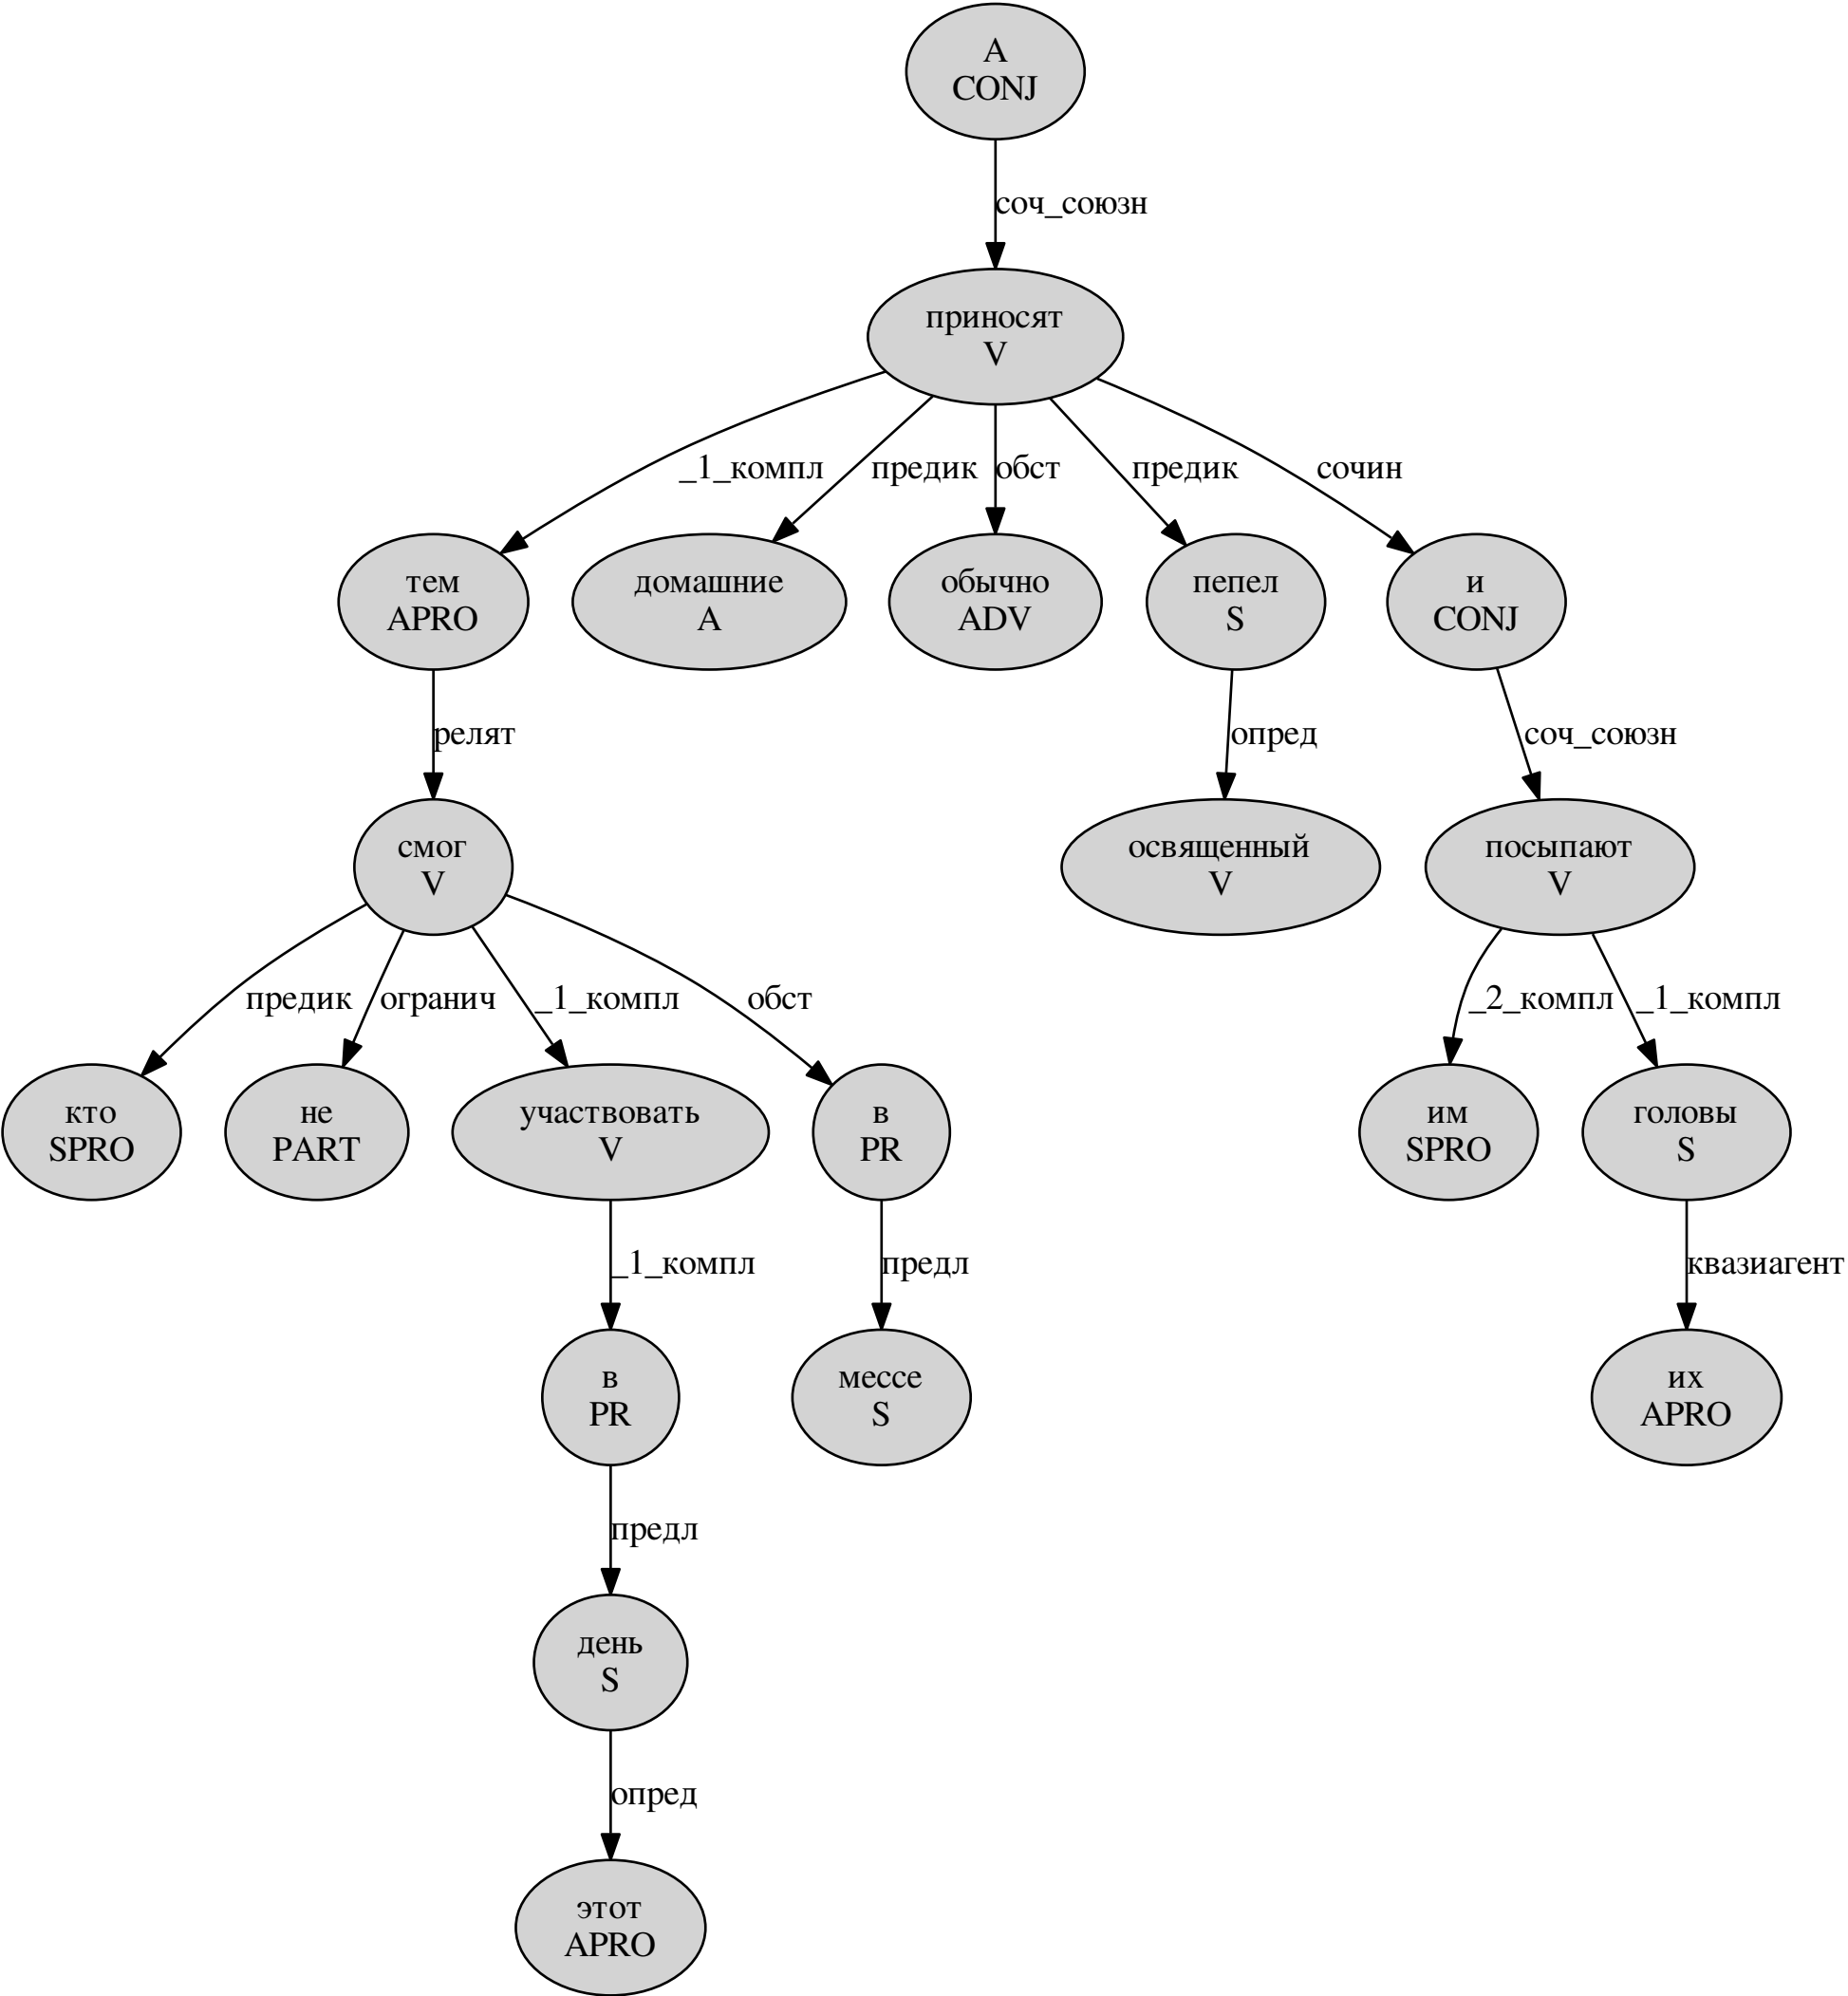 А
CONJ
соч_союзн
приносят
V
_1_компл
предик
обст
предик
сочин
тем
APRO
домашние
A
обычно
ADV
пепел
S
и
CONJ
релят
опред
соч_союзн
смог
V
освященный
V
посыпают
V
предик
огранич
_1_компл
обст
_2_компл
_1_компл
кто
SPRO
не
PART
участвовать
V
в
PR
им
SPRO
головы
S
_1_компл
предл
квазиагент
в
PR
мессе
S
их
APRO
предл
день
S
опред
этот
APRO